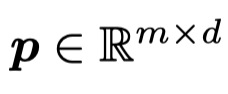 𝒑 ∈ ℝ^{m×d}